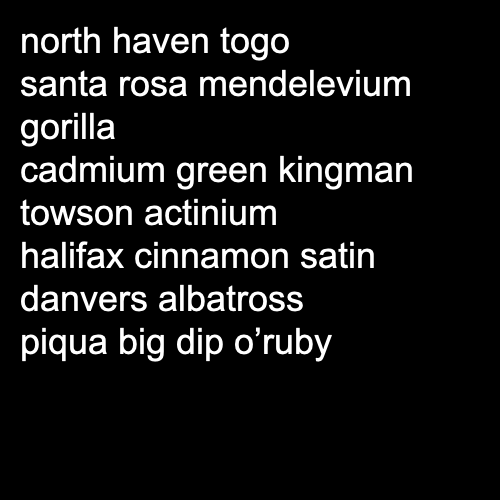 north haven togo
santa rosa mendelevium
gorilla
cadmium green kingman
towson actinium
halifax cinnamon satin
danvers albatross
piqua big dip o’ruby